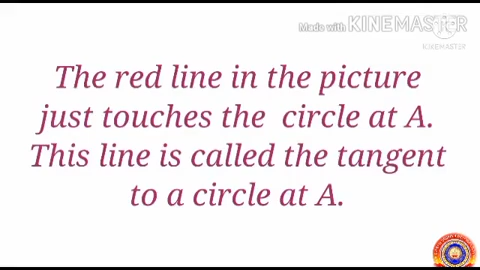 Made with KINEMASTER
KINEMASTER
The red line in the picture
just touches the circle at A.
This line is called the tangent
to a circle at A.